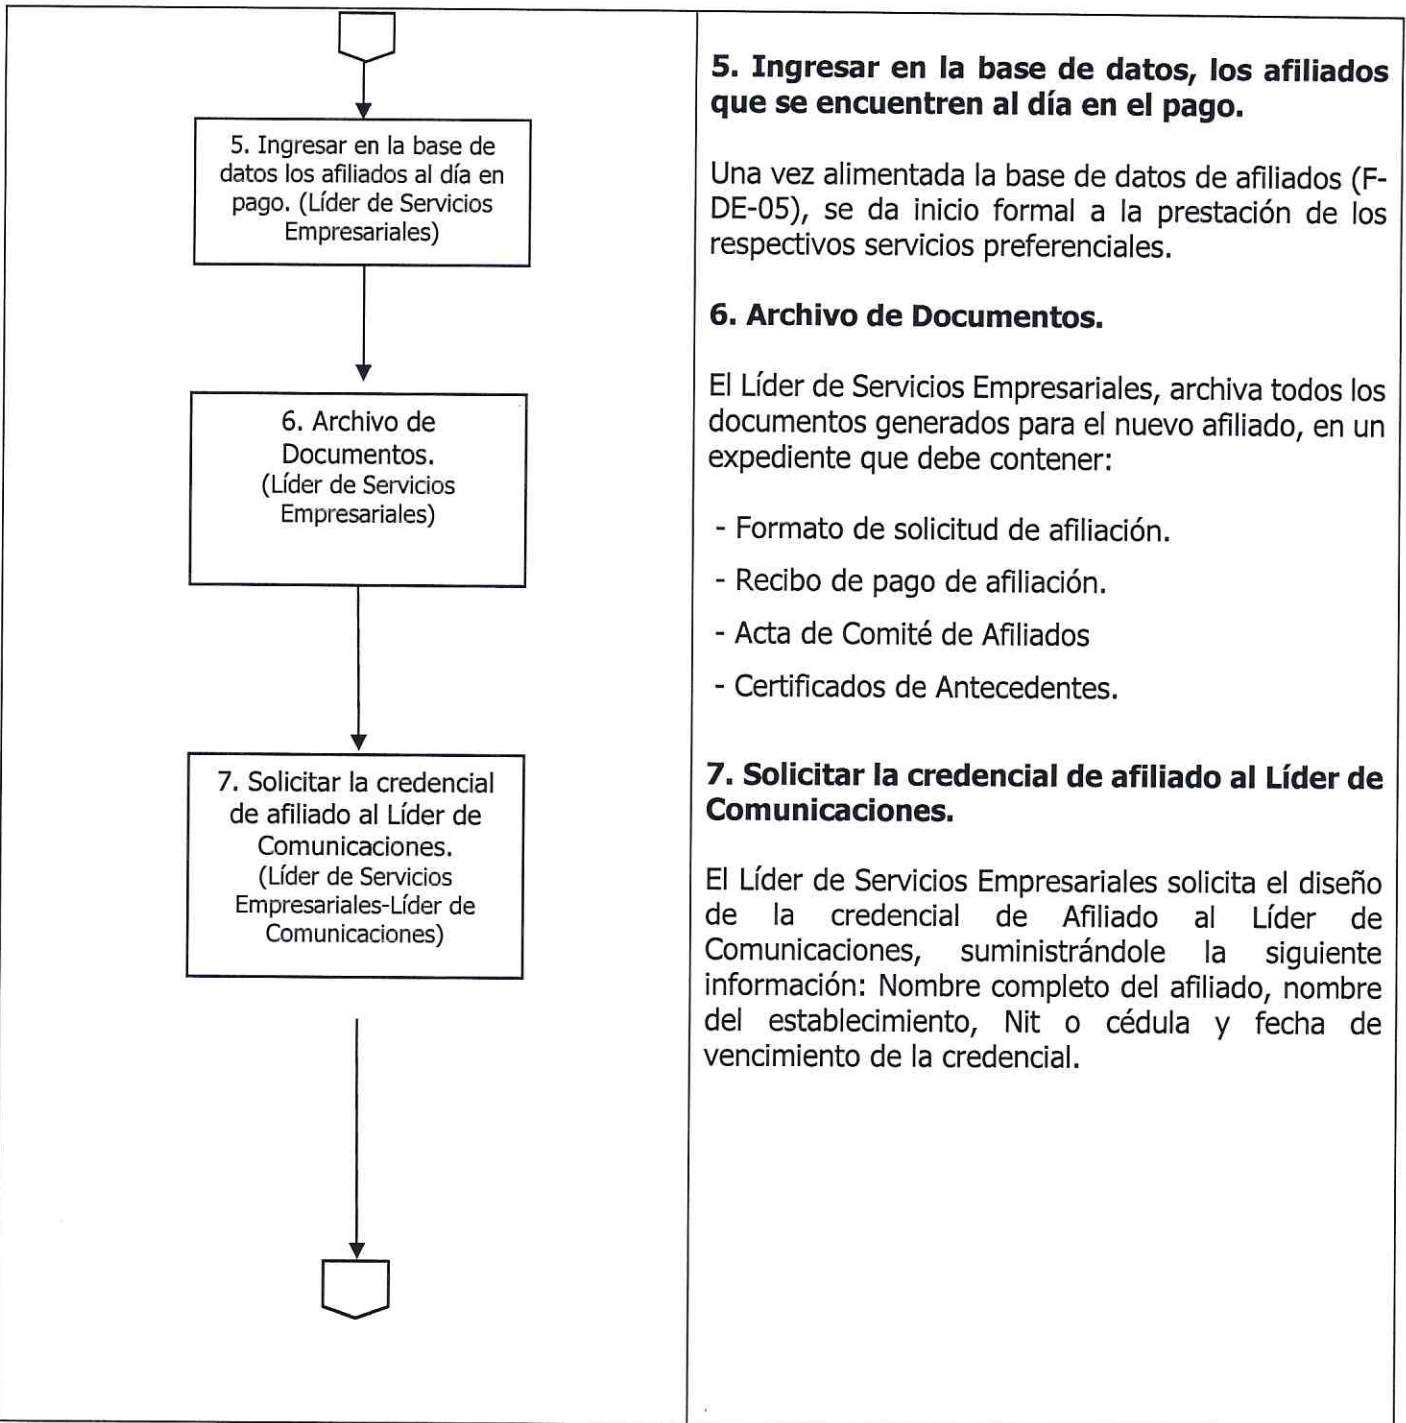 5. Ingresar en la base de
datos los afiliados al día en
pago. (Líder de Servicios
Empresariales)
6. Archivo de
Documentos.
(Líder de Servicios
Empresariales)
7. Solicitar la credencial
de afiliado al Líder de
Comunicaciones.
(Líder de Servicios
Empresariales-Líder de
Comunicaciones)
5. Ingresar en la base de datos, los afiliados
que se encuentren al día en el pago.
Una vez alimentada la base de datos de afiliados (F-
DE-05), se da inicio formal a la prestación de los
respectivos servicios preferenciales.
6. Archivo de Documentos.
El Líder de Servicios Empresariales, archiva todos los
documentos generados para el nuevo afiliado, en un
expediente que debe contener:
- Formato de solicitud de afiliación.
- Recibo de pago de afiliación.
- Acta de Comité de Afiliados
- Certificados de Antecedentes.
7. Solicitar la credencial de afiliado al Líder de
Comunicaciones.
El Líder de Servicios Empresariales solicita el diseño
de la credencial de Afiliado al Líder de
Comunicaciones, suministrándole la siguiente
información: Nombre completo del afiliado, nombre
del establecimiento, Nit o cédula y fecha de
vencimiento de la credencial.